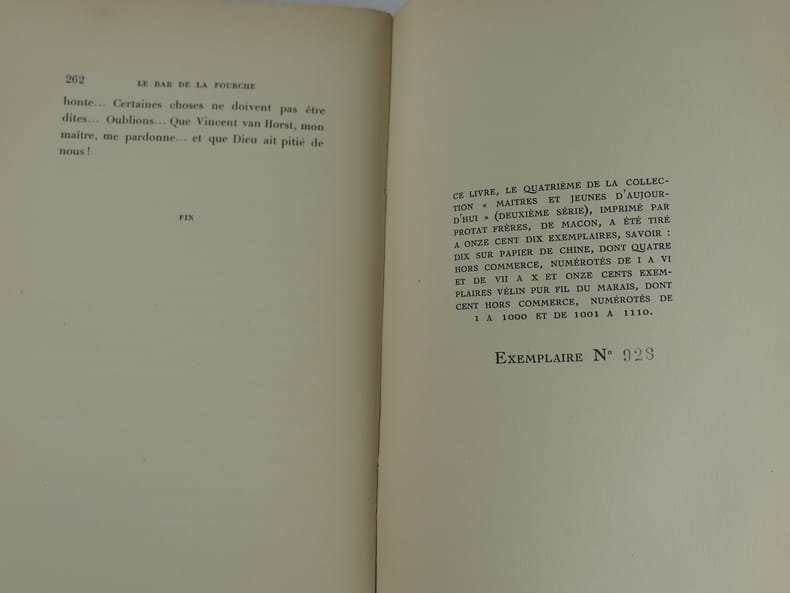 262
LE BAR DE LA FOURCHE
honte... Certaines choses ne doivent pas être
dites... Oublions... Que Vincent van Horst, mon
maître, me pardonne... et que Dieu ait pitié de
nous !
FIN
CE LIVRE, LE QUATRIÈME DE LA COLLEC-
TION « MAITRES ET JEUNES D'AUJOUR-
D'HUI » (DEUXIÈME SÉRIE), IMPRIMÉ PAR
PROTAT FRÈRES, DE MACON, A ÉTÉ TIRÉ
A ONZE CENT DIX EXEMPLAIRES, SAVOIR :
DIX SUR PAPIER DE CHINE, DONT QUATRE
HORS COMMERCE, NUMÉROTÉS DE I A VI
ET DE VII A X ET ONZE CENTS EXEM-
PLAIRES VÉLIN PUR FIL DU MARAIS, DONT
CENT HORS COMMERCE, NUMÉROTÉS DE
1 A 1000 ET DE 1001 A 1110.
EXEMPLAIRE N° 928